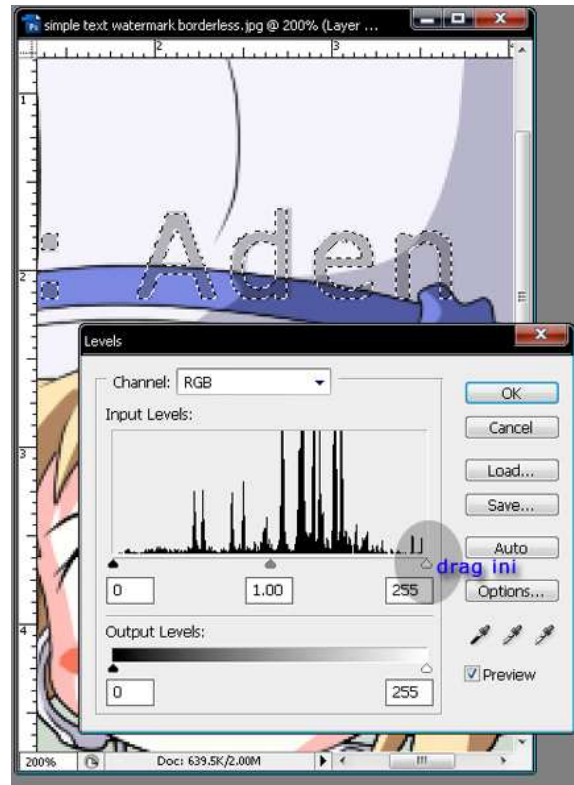 simple text watermark borderless.jpg @ 200% (Layer ...
2 3
1
: Aden
2
Levels
Channel: RGB
OK
Input Levels:
Cancel
3
Load...
Save...
Auto
drag ini
0 1.00 255
Options...
4
Output Levels:
Preview
0 255
200% Doc: 639.5K/2.00M